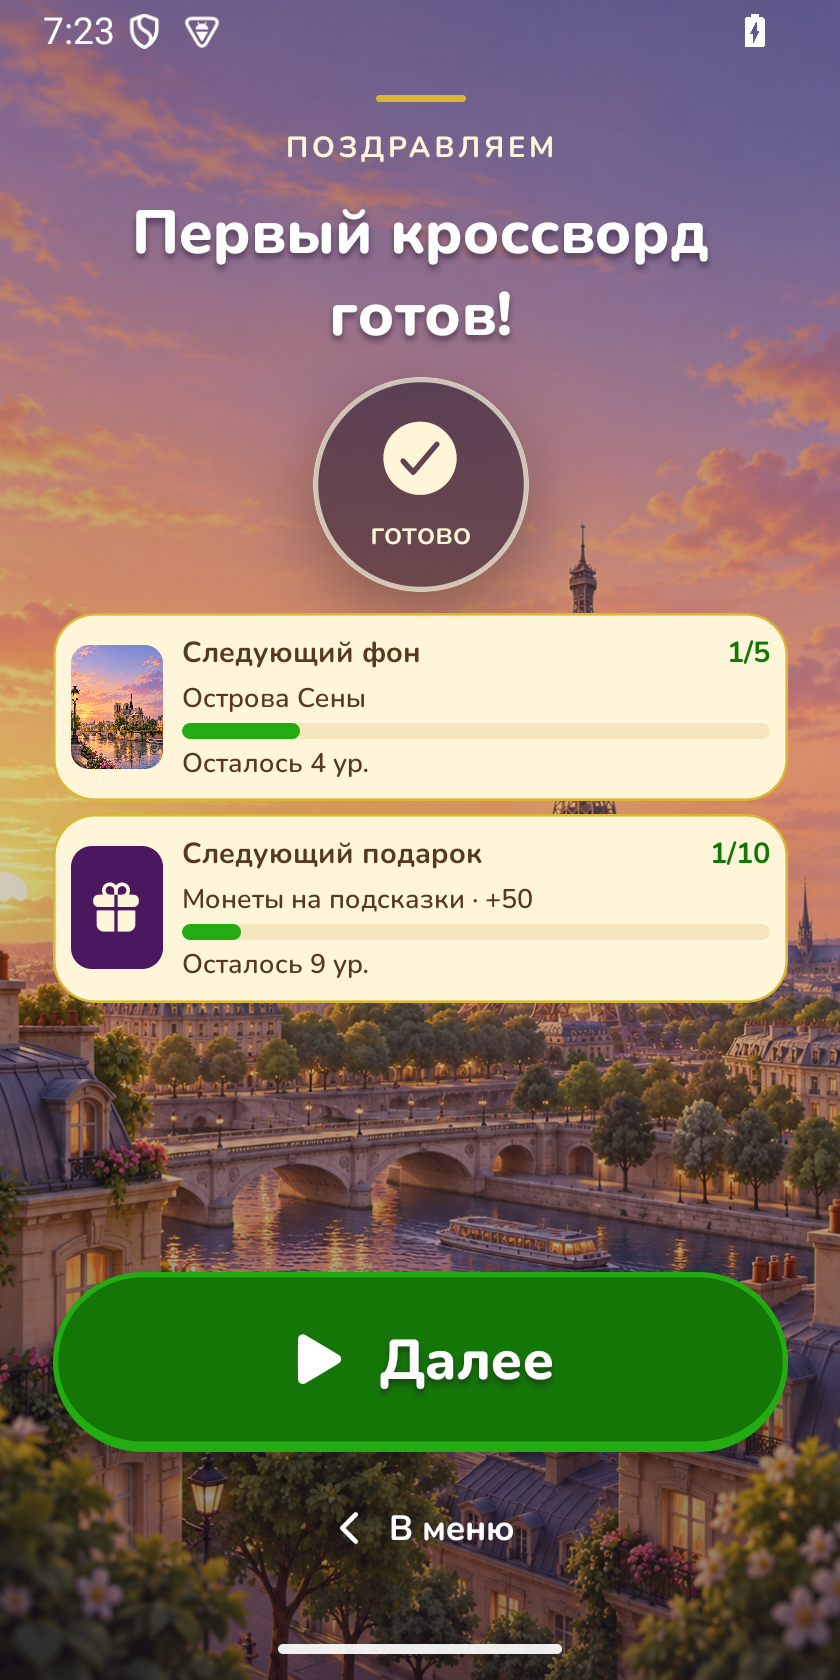 7:23
ПОЗДРАВЛЯЕМ
Первый кроссворд
готов!
готово
Следующий фон
1/5
Острова Сены
Осталось 4 ур.
Следующий подарок
1/10
Монеты на подсказки · +50
Осталось 9 ур.
Далее
В меню